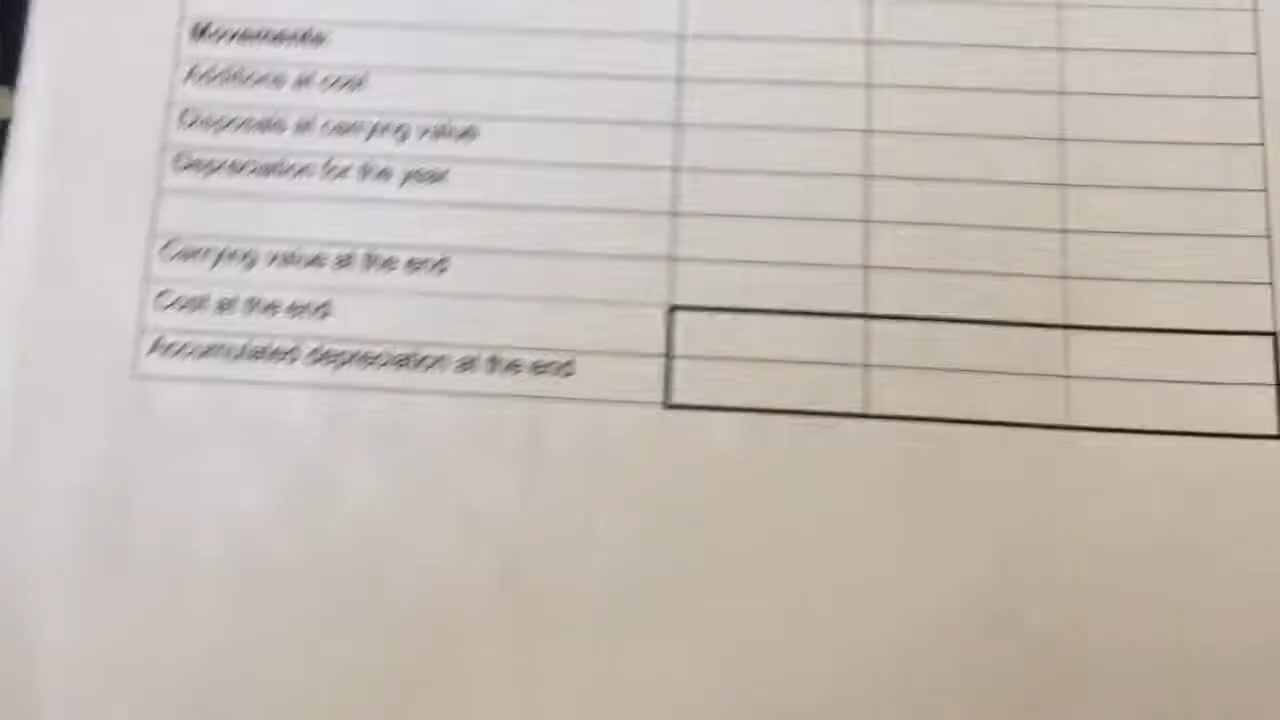 Movements
Additions at cost
Disposals at carrying value
Depreciation for the year
Carrying value at the end
Cost at the end
Accumulated depreciation at the end